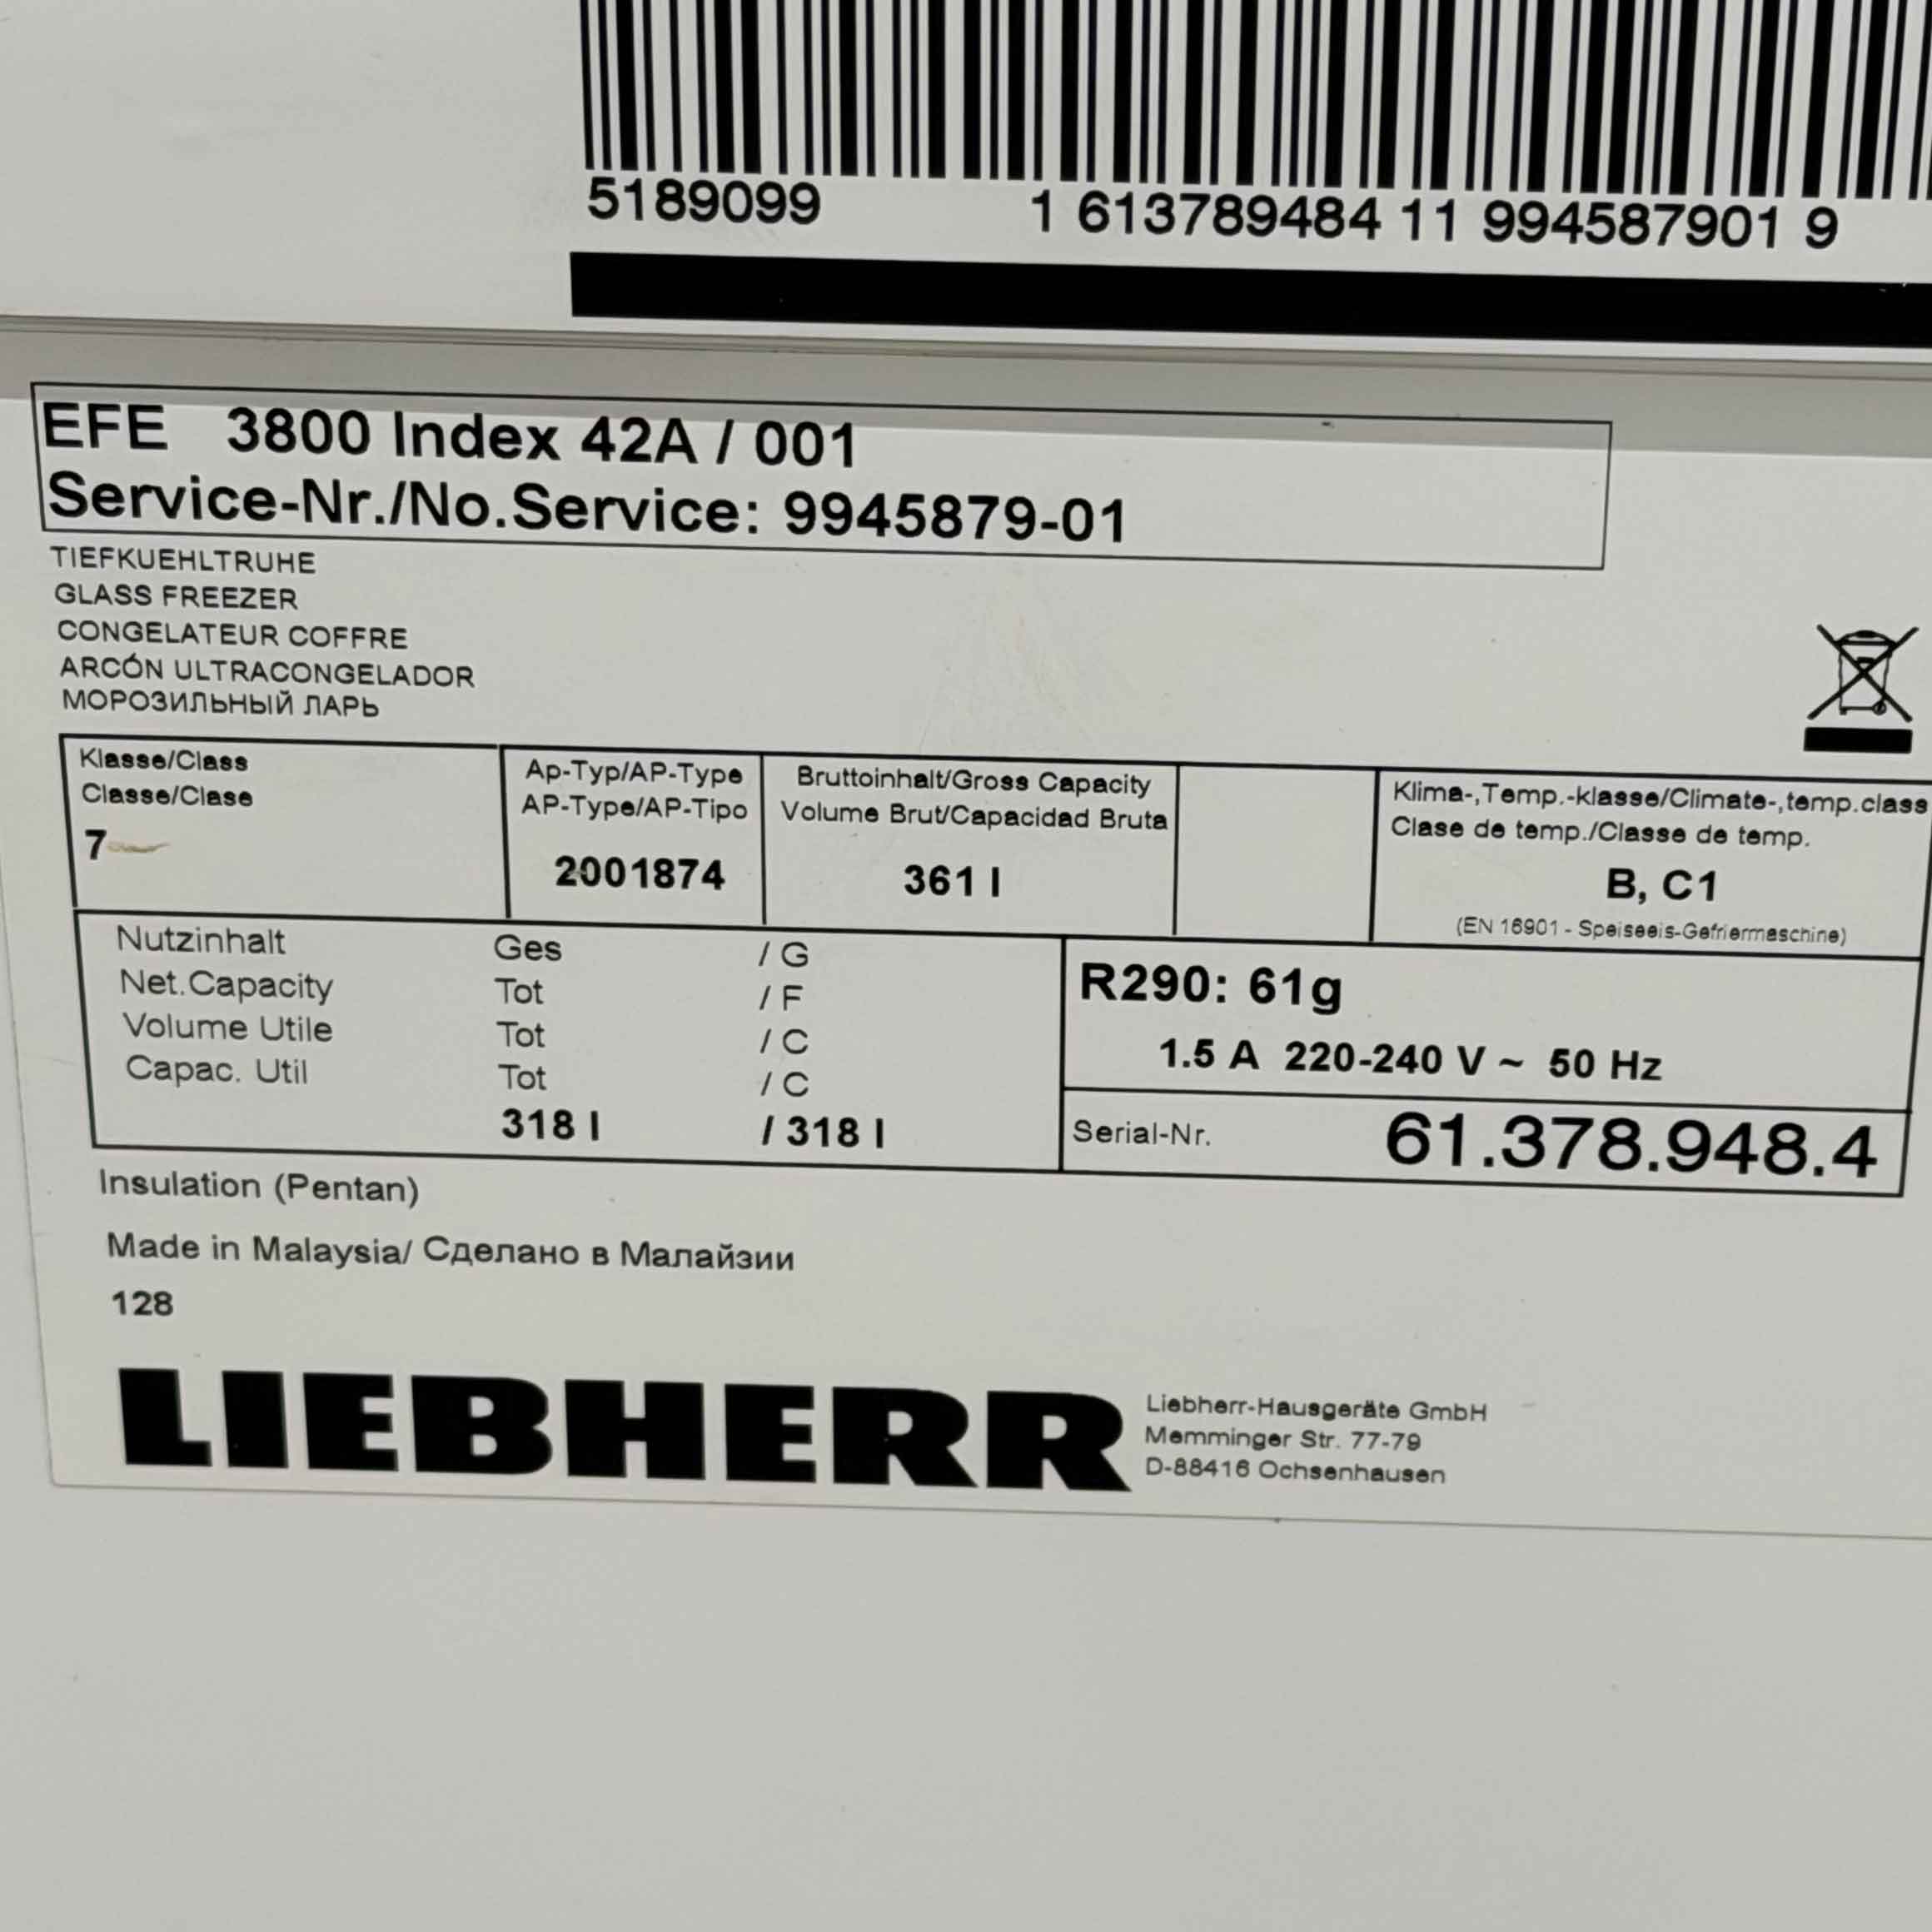 5189099 1 613789484 11 994587901 9
EFE 3800 Index 42A / 001
Service-Nr./No.Service: 9945879-01
TIEFKUEHLTRUHE
GLASS FREEZER
CONGELATEUR COFFRE
ARCÓN ULTRACONGELADOR
МОРОЗИЛЬНЫЙ ЛАРЬ
Klasse/Class
Classe/Clase
7
Ap-Typ/AP-Type
AP-Type/AP-Tipo
2001874
Bruttoinhalt/Gross Capacity
Volume Brut/Capacidad Bruta
361 l
Klima-,Temp.-klasse/Climate-,temp.class
Clase de temp./Classe de temp.
B, C1
(EN 16901 - Speiseeis-Gefriermaschine)
Nutzinhalt Ges / G
Net.Capacity Tot / F
Volume Utile Tot / C
Capac. Util Tot / C
318 l / 318 l
R290: 61g
1.5 A 220-240 V ~ 50 Hz
Serial-Nr. 61.378.948.4
Insulation (Pentan)
Made in Malaysia/ Сделано в Малайзии
128
LIEBHERR
Liebherr-Hausgeräte GmbH
Memminger Str. 77-79
D-88416 Ochsenhausen